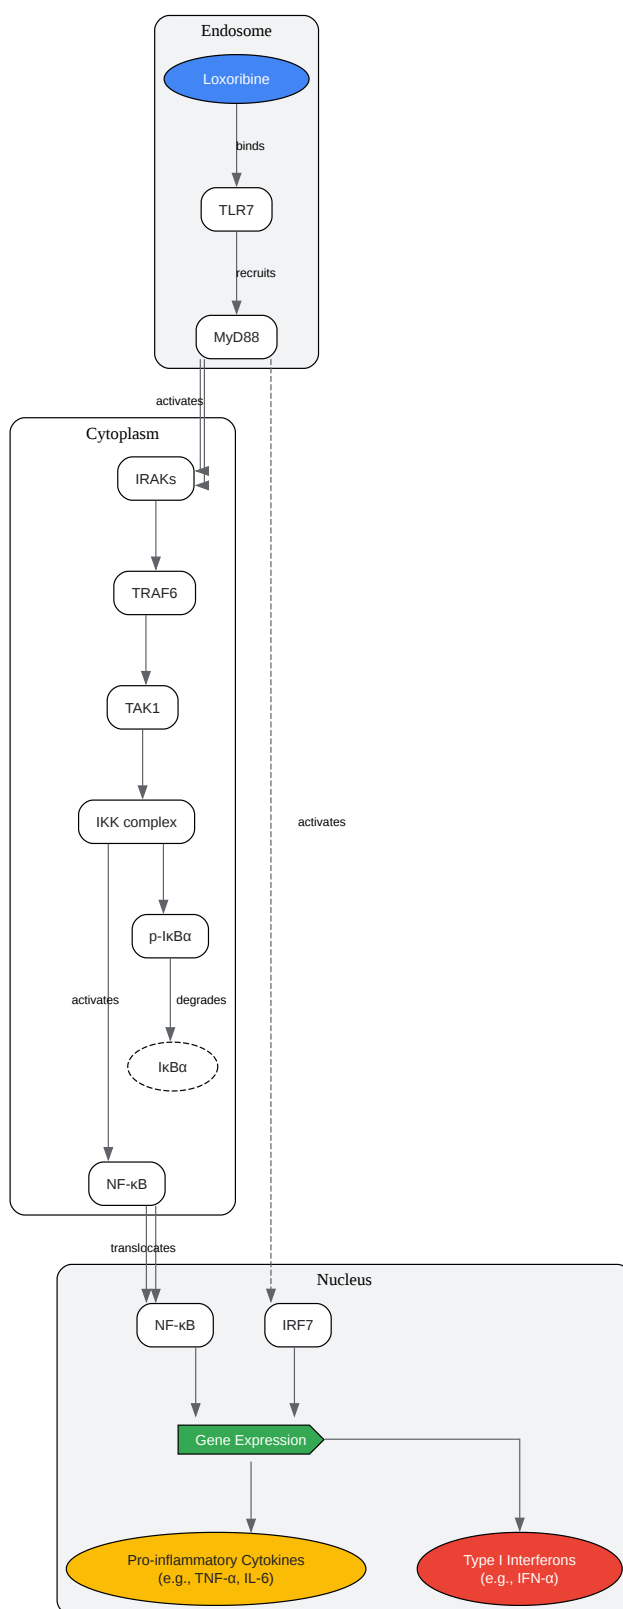 Endosome
Loxoribine
binds
TLR7
recruits
MyD88
activates
Cytoplasm
IRAKs
TRAF6
TAK1
IKK complex
activates
p-IκBα
activates
degrades
IκBα
NF-κB
translocates
Nucleus
NF-κB
IRF7
Gene Expression
Pro-inflammatory Cytokines
(e.g., TNF-α, IL-6)
Type I Interferons
(e.g., IFN-α)